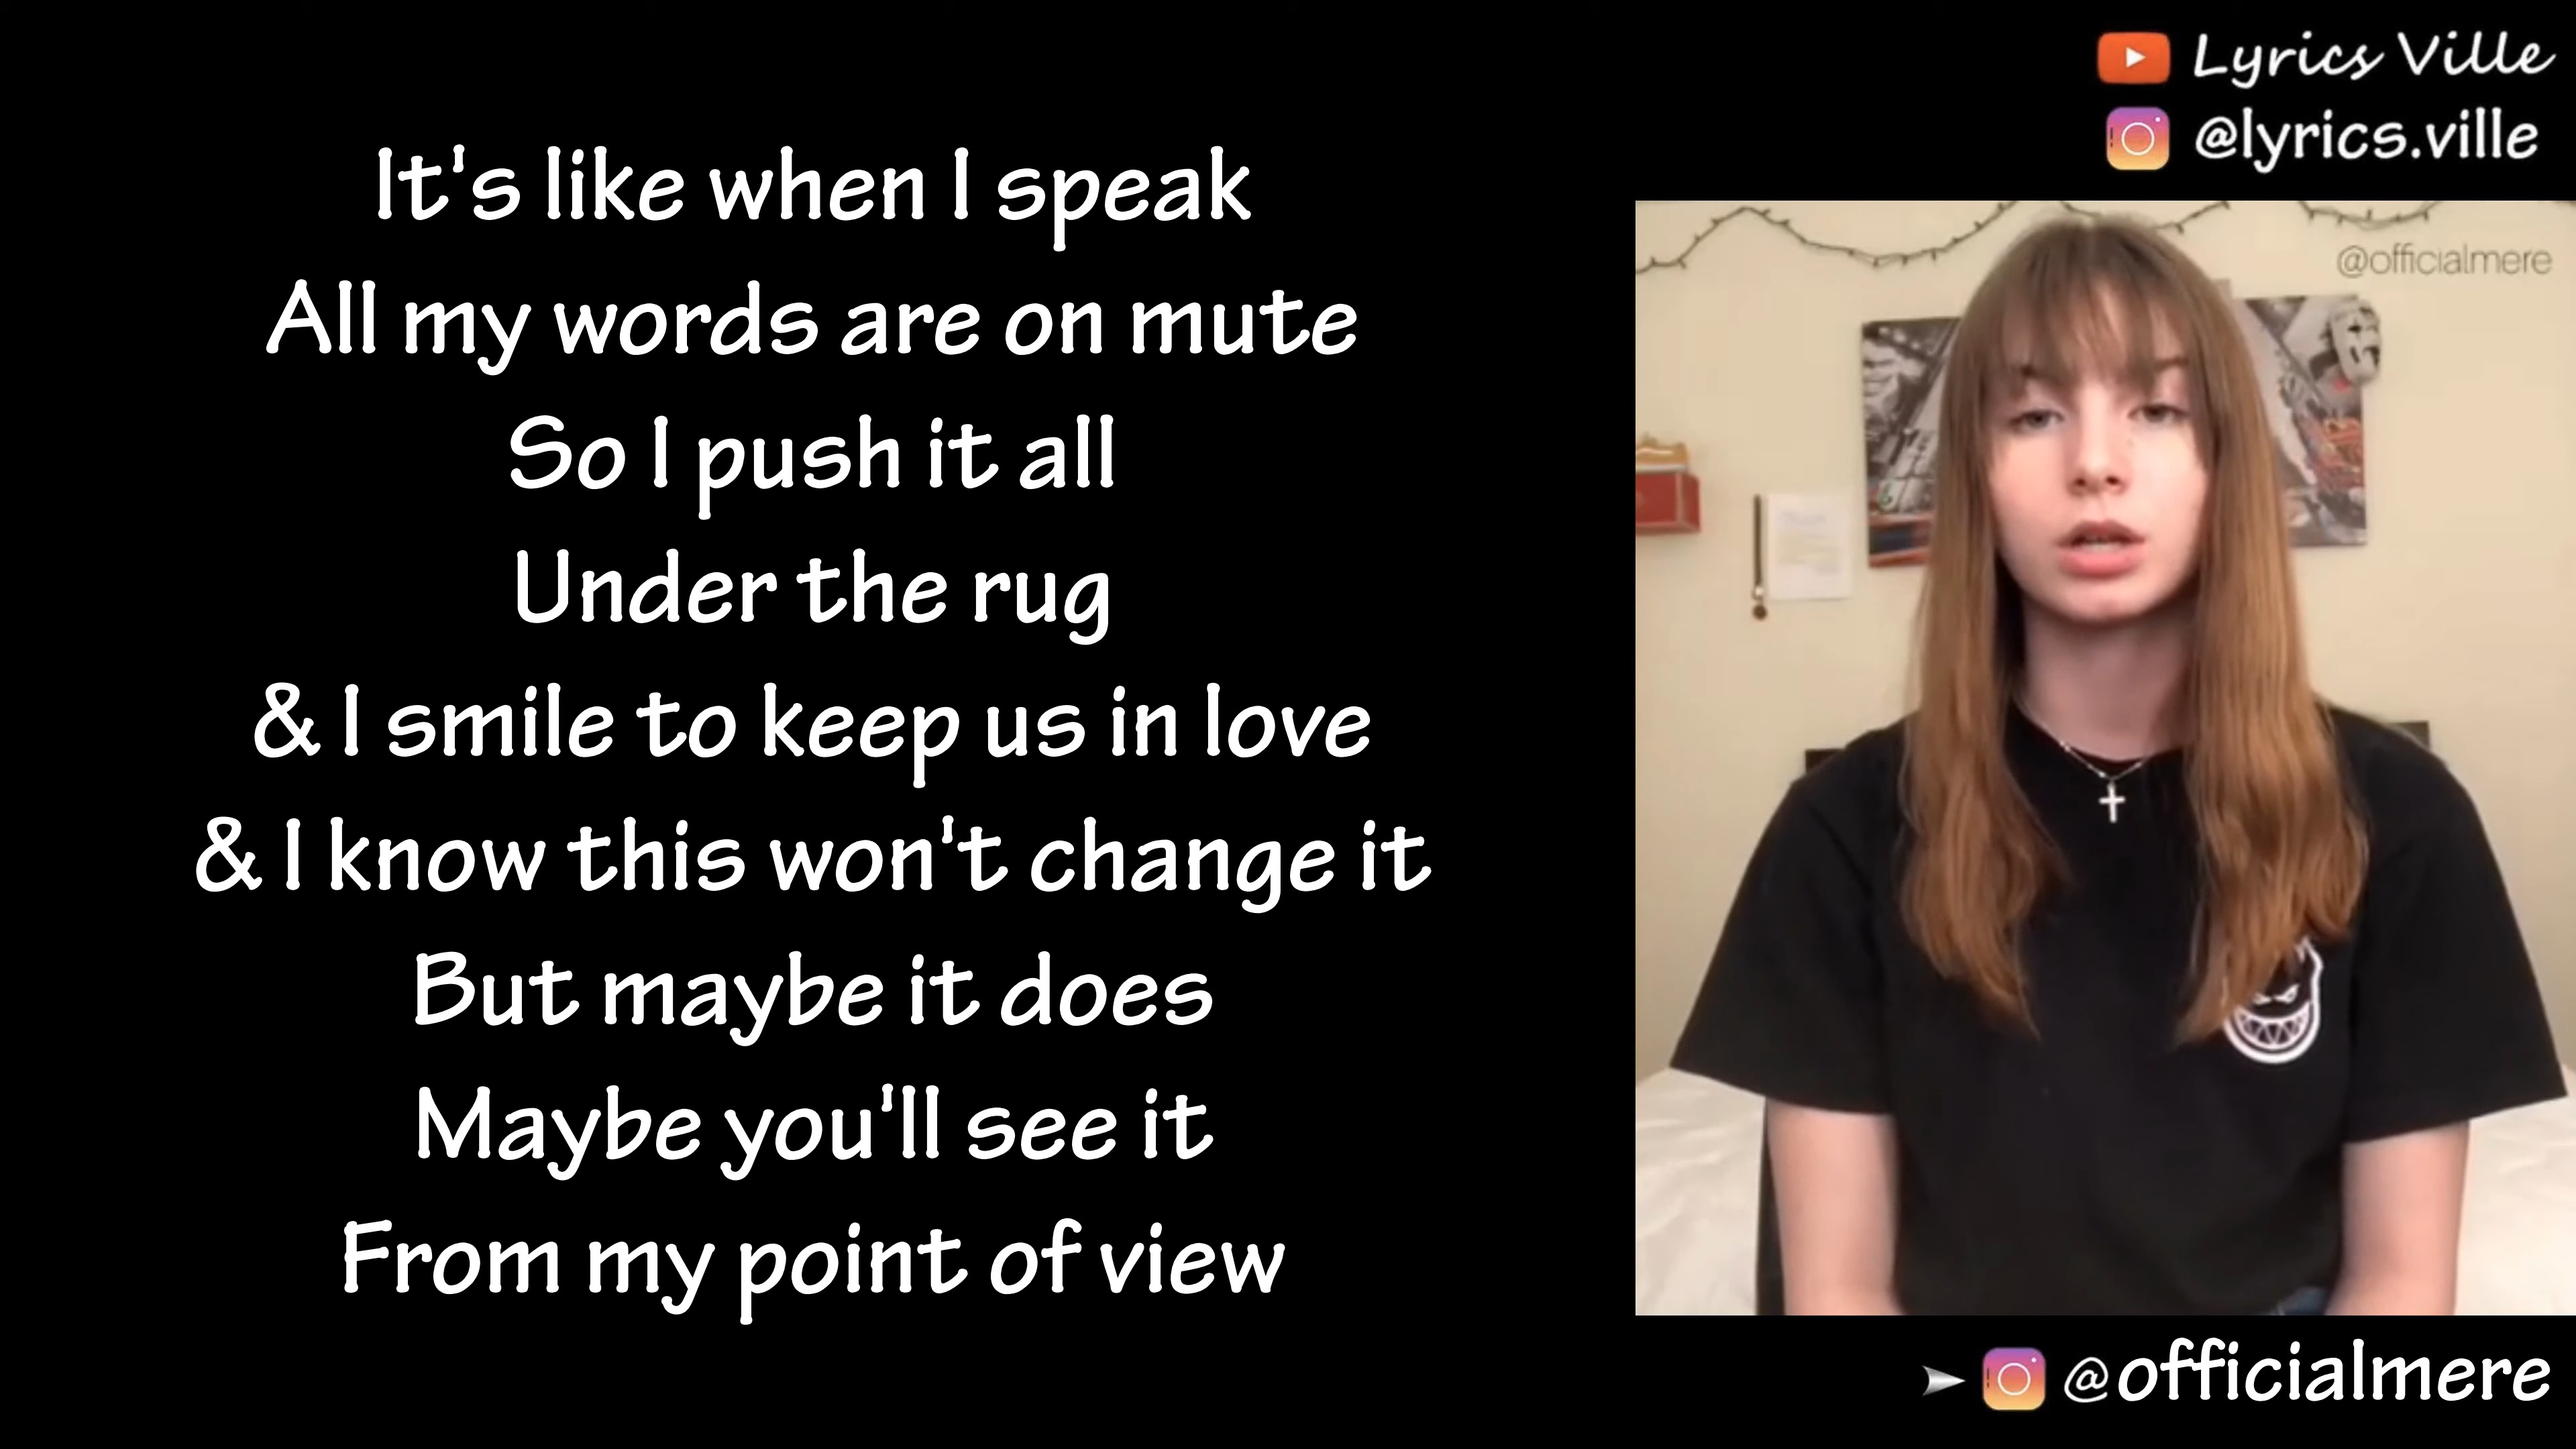 Lyrics Ville
@lyrics.ville
It's like when I speak
All my words are on mute
So I push it all
Under the rug
& I smile to keep us in love
& I know this won't change it
But maybe it does
Maybe you'll see it
From my point of view
@officialmere
@officialmere